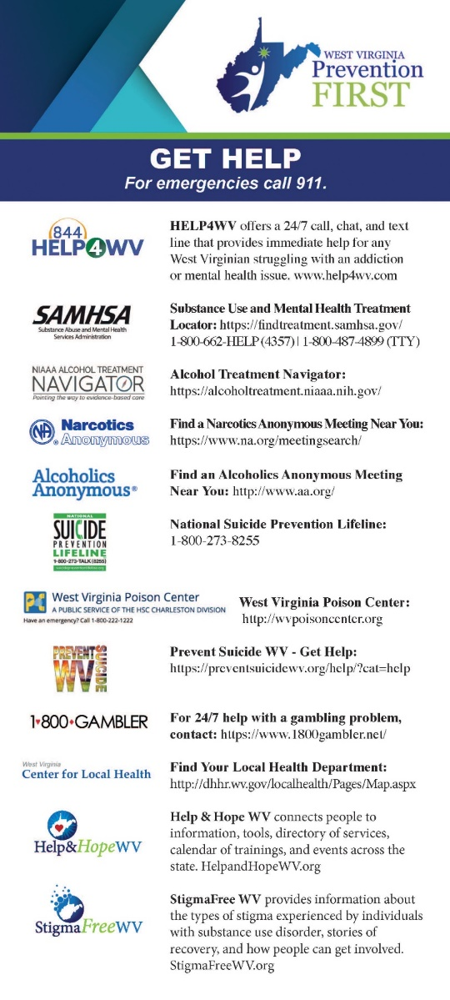 WEST VIRGINIA
Prevention
FIRST
GET HELP
For emergencies call 911.
844
HELP4WV
HELP4WV offers a 24/7 call, chat, and text
line that provides immediate help for any
West Virginian struggling with an addiction
or mental health issue. www.help4wv.com
SAMHSA
Substance Abuse and Mental Health
Services Administration
Substance Use and Mental Health Treatment
Locator: https://findtreatment.samhsa.gov/
1-800-662-HELP (4357) | 1-800-487-4899 (TTY)
NIAAA ALCOHOL TREATMENT
NAVIGATOR
Pointing the way to evidence-based care
Alcohol Treatment Navigator:
https://alcoholtreatment.niaaa.nih.gov/
NA
Narcotics
Anonymous
Find a Narcotics Anonymous Meeting Near You:
https://www.na.org/meetingsearch/
Alcoholics
Anonymous®
Find an Alcoholics Anonymous Meeting
Near You: http://www.aa.org/
NATIONAL
SUICIDE
PREVENTION
LIFELINE
1-800-273-TALK (8255)
suicidepreventionlifeline.org
National Suicide Prevention Lifeline:
1-800-273-8255
West Virginia Poison Center
A PUBLIC SERVICE OF THE HSC CHARLESTON DIVISION
Have an emergency? Call 1-800-222-1222
West Virginia Poison Center:
http://wvpoisoncenter.org
PREVENT
SUICIDE
WV
Prevent Suicide WV - Get Help:
https://preventsuicidewv.org/help/?cat=help
1•800•GAMBLER
For 24/7 help with a gambling problem,
contact: https://www.1800gambler.net/
West Virginia
Center for Local Health
Find Your Local Health Department:
http://dhhr.wv.gov/localhealth/Pages/Map.aspx
Help&HopeWV
Help & Hope WV connects people to
information, tools, directory of services,
calendar of trainings, and events across the
state. HelpandHopeWV.org
StigmaFreeWV
StigmaFree WV provides information about
the types of stigma experienced by individuals
with substance use disorder, stories of
recovery, and how people can get involved.
StigmaFreeWV.org